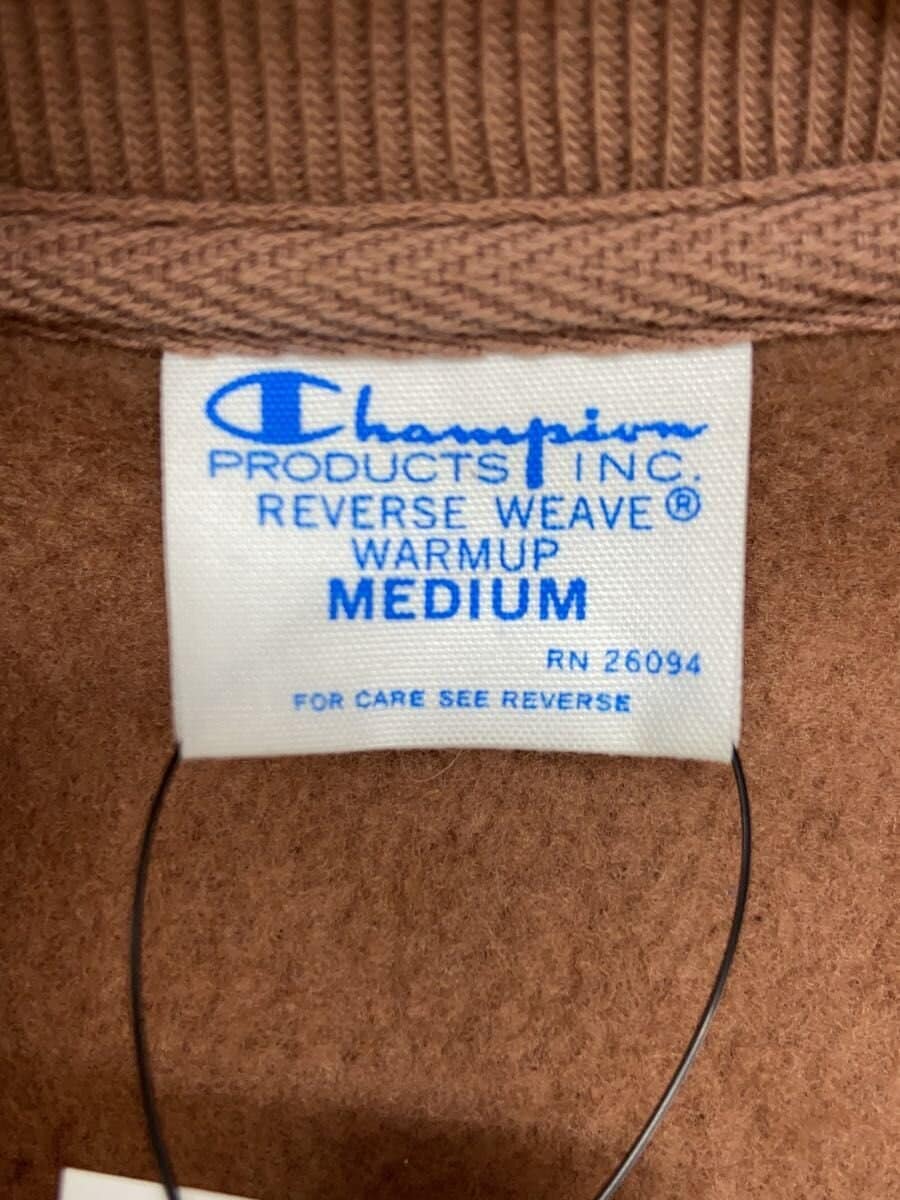 Champion
PRODUCTS INC.
REVERSE WEAVE®
WARMUP
MEDIUM
RN 26094
FOR CARE SEE REVERSE